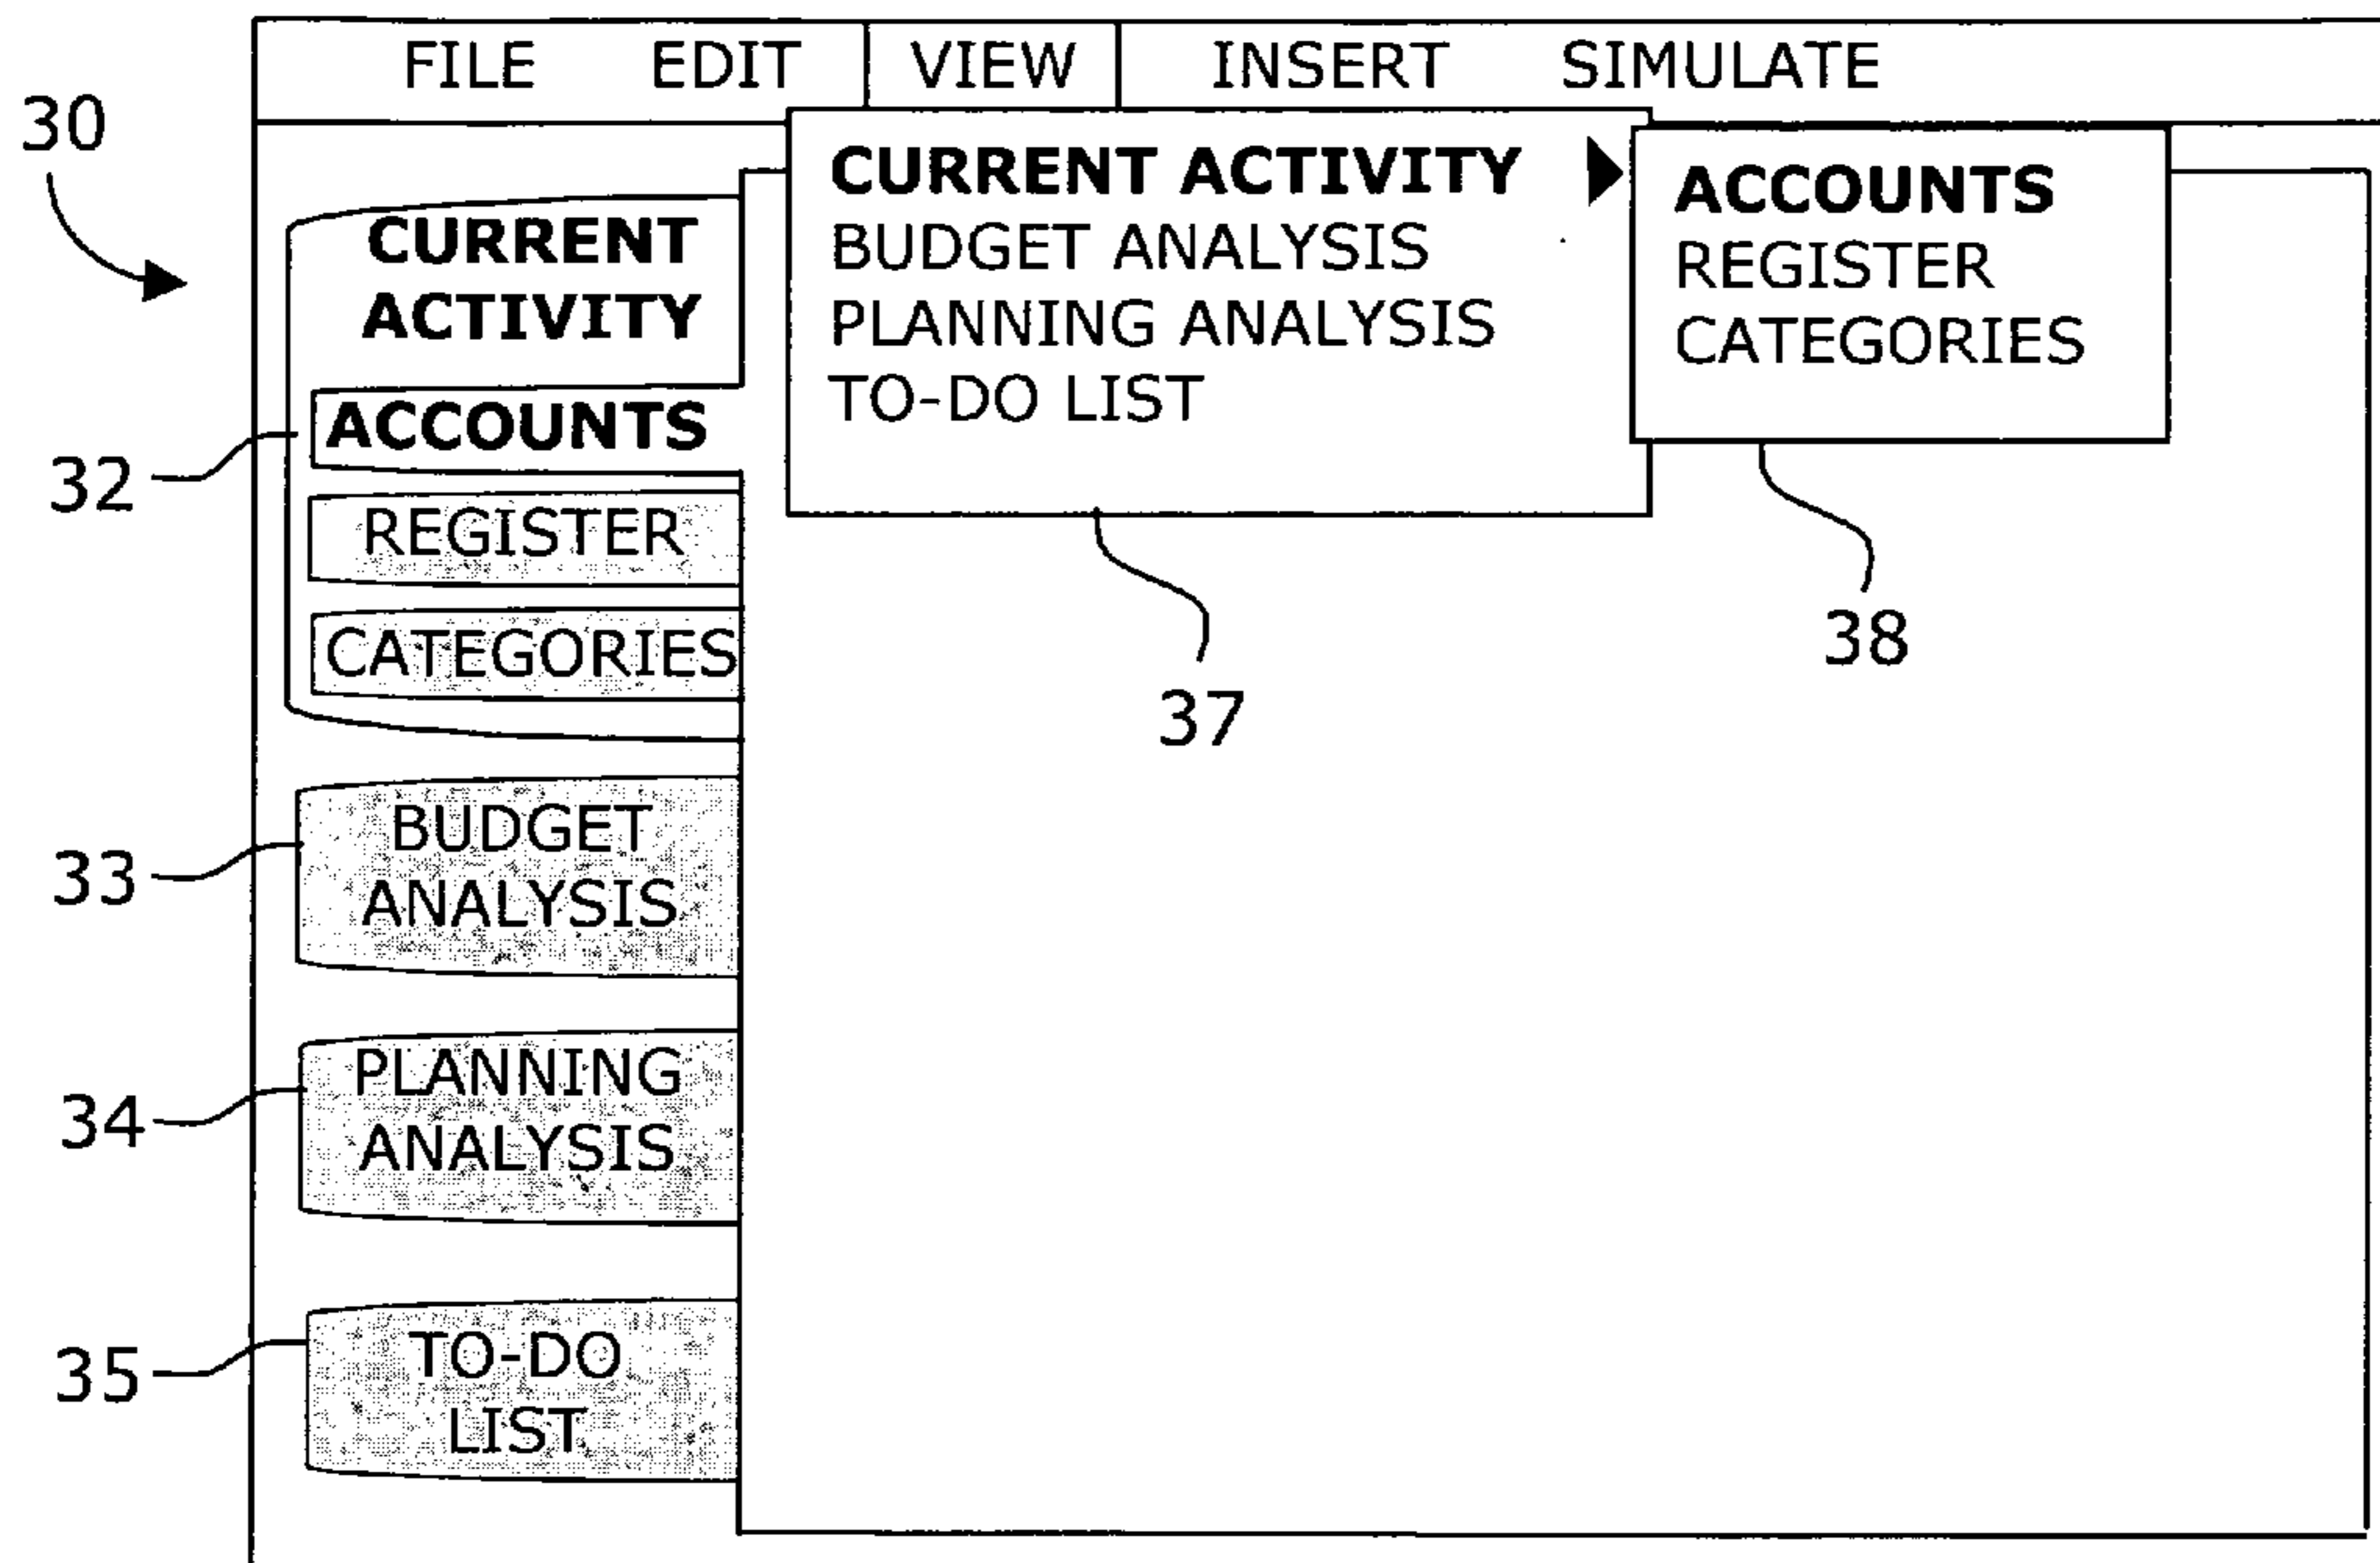 FILE EDIT VIEW INSERT SIMULATE
30
CURRENT
ACTIVITY
ACCOUNTS
REGISTER
CATEGORIES
32
BUDGET
ANALYSIS
33
PLANNING
ANALYSIS
34
TO-DO
LIST
35
CURRENT ACTIVITY
BUDGET ANALYSIS
PLANNING ANALYSIS
TO-DO LIST
37
ACCOUNTS
REGISTER
CATEGORIES
38